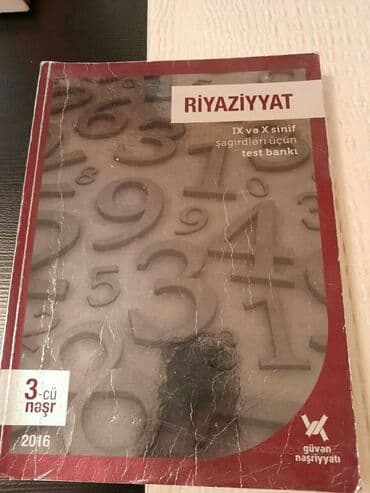 RİYAZİYYAT
IX və X sinif
şagirdləri üçün
test bankı
3-cü
nəşr
2016
güvən
nəşriyyatı